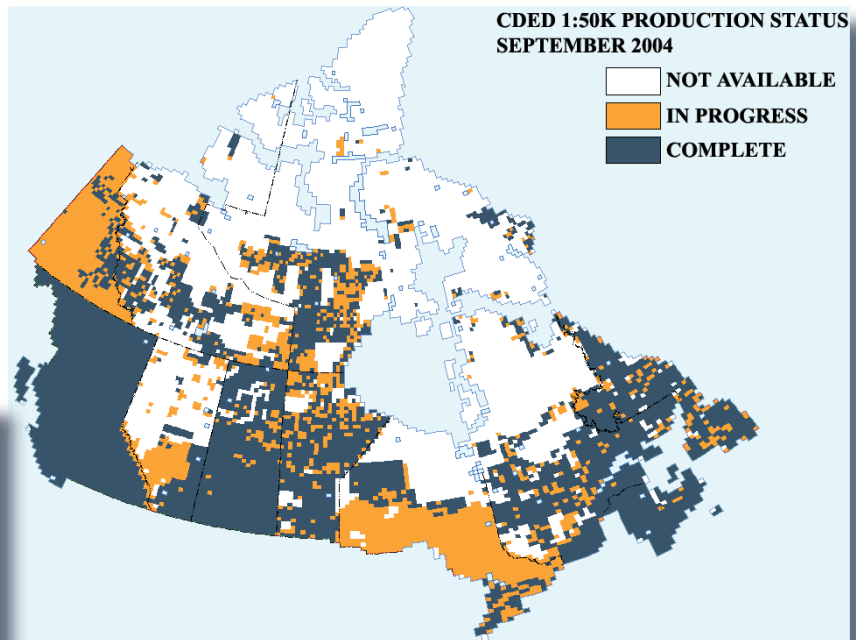 CDED 1:50K PRODUCTION STATUS
SEPTEMBER 2004
NOT AVAILABLE
IN PROGRESS
COMPLETE